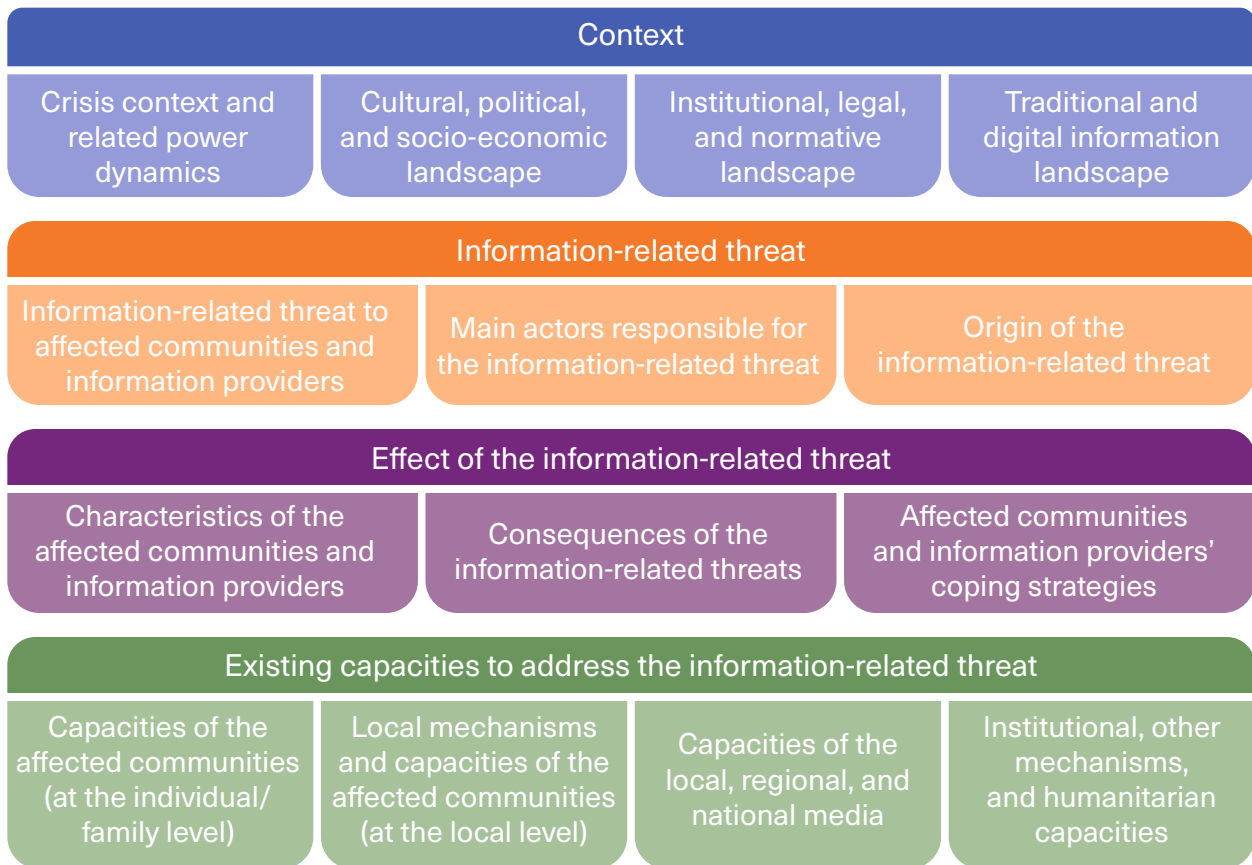 Context
Crisis context and
related power
dynamics
Cultural, political,
and socio-economic
landscape
Institutional, legal,
and normative
landscape
Traditional and
digital information
landscape
Information-related threat
Information-related threat to
affected communities and
information providers
Main actors responsible for
the information-related threat
Origin of the
information-related threat
Effect of the information-related threat
Characteristics of the
affected communities and
information providers
Consequences of the
information-related threats
Affected communities
and information providers’
coping strategies
Existing capacities to address the information-related threat
Capacities of the
affected communities
(at the individual/
family level)
Local mechanisms
and capacities of the
affected communities
(at the local level)
Capacities of the
local, regional, and
national media
Institutional, other
mechanisms,
and humanitarian
capacities